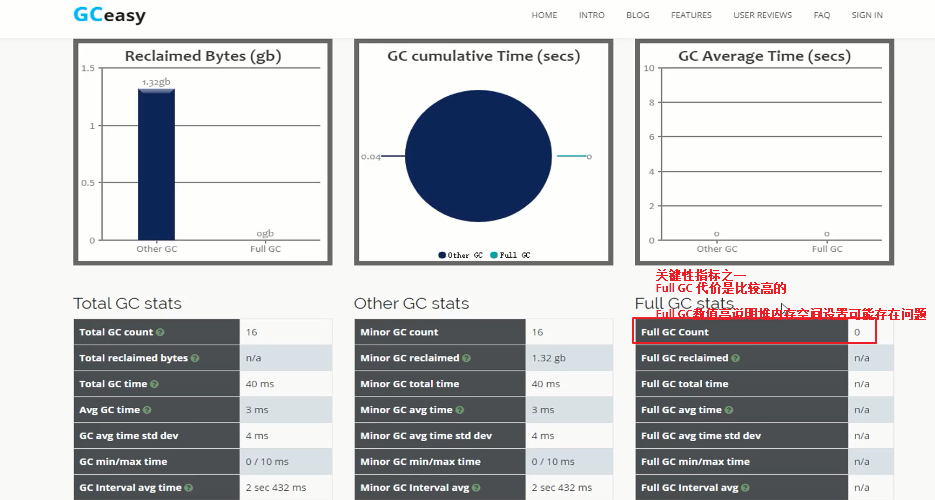 GCeasy
HOME INTRO BLOG FEATURES USER REVIEWS FAQ SIGN IN
Reclaimed Bytes (gb)
1.5
1.32gb
1
0.5
0
0gb
Other GC Full GC
GC cumulative Time (secs)
0.04
0
Other GC Full GC
GC Average Time (secs)
10
8
6
4
2
0
0 0
Other GC Full GC
关键性指标之一
Full GC 代价是比较高的
Full GC数值高说明堆内存空间设置可能存在问题
Total GC stats
Total GC count 16
Total reclaimed bytes n/a
Total GC time 40 ms
Avg GC time 3 ms
GC avg time std dev 4 ms
GC min/max time 0 / 10 ms
GC Interval avg time 2 sec 432 ms
Other GC stats
Minor GC count 16
Minor GC reclaimed 1.32 gb
Minor GC total time 40 ms
Minor GC avg time 3 ms
Minor GC avg time std dev 4 ms
Minor GC min/max time 0 / 10 ms
Minor GC Interval avg 2 sec 432 ms
Full GC stats
Full GC Count 0
Full GC reclaimed n/a
Full GC total time n/a
Full GC avg time n/a
Full GC avg time std dev n/a
Full GC min/max time n/a
Full GC Interval avg n/a